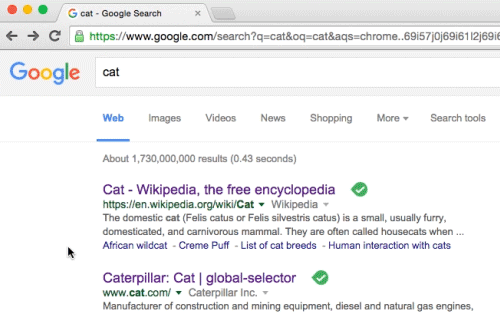 cat - Google Search
https://www.google.com/search?q=cat&oq=cat&aqs=chrome..69i57j0j69i61l2j69i6
Google cat
Web Images Videos News Shopping More Search tools
About 1,730,000,000 results (0.43 seconds)
Cat - Wikipedia, the free encyclopedia
https://en.wikipedia.org/wiki/Cat Wikipedia
The domestic cat (Felis catus or Felis silvestris catus) is a small, usually furry,
domesticated, and carnivorous mammal. They are often called housecats when ...
African wildcat - Creme Puff - List of cat breeds - Human interaction with cats
Caterpillar: Cat | global-selector
www.cat.com/ Caterpillar Inc.
Manufacturer of construction and mining equipment, diesel and natural gas engines,